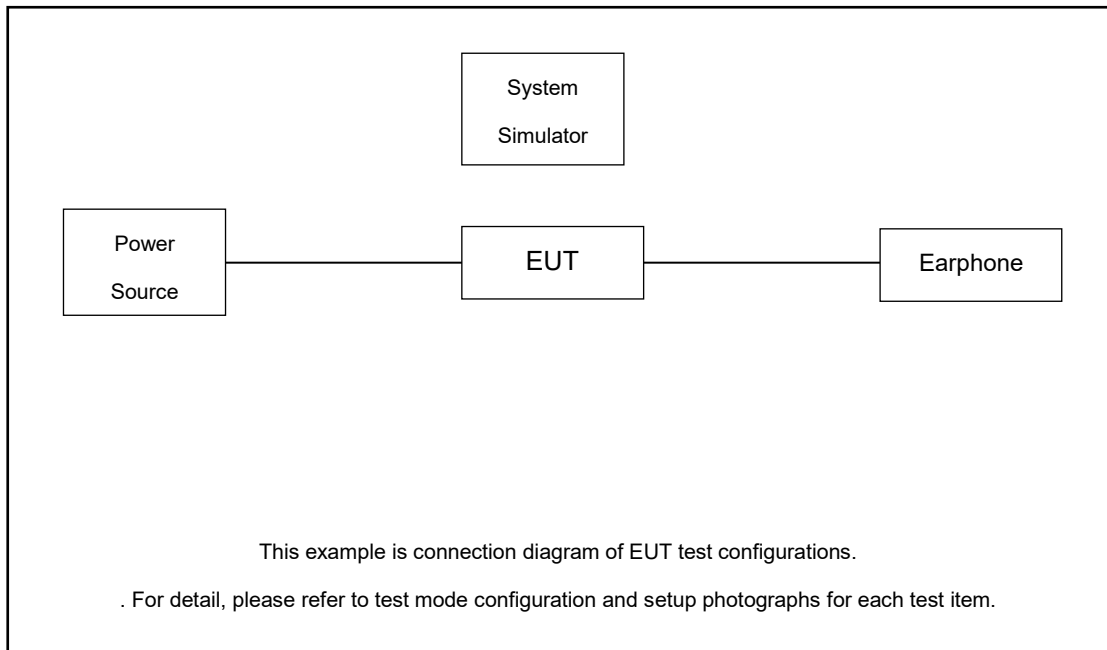 System
Simulator
Power
Source
EUT
Earphone
This example is connection diagram of EUT test configurations.
. For detail, please refer to test mode configuration and setup photographs for each test item.